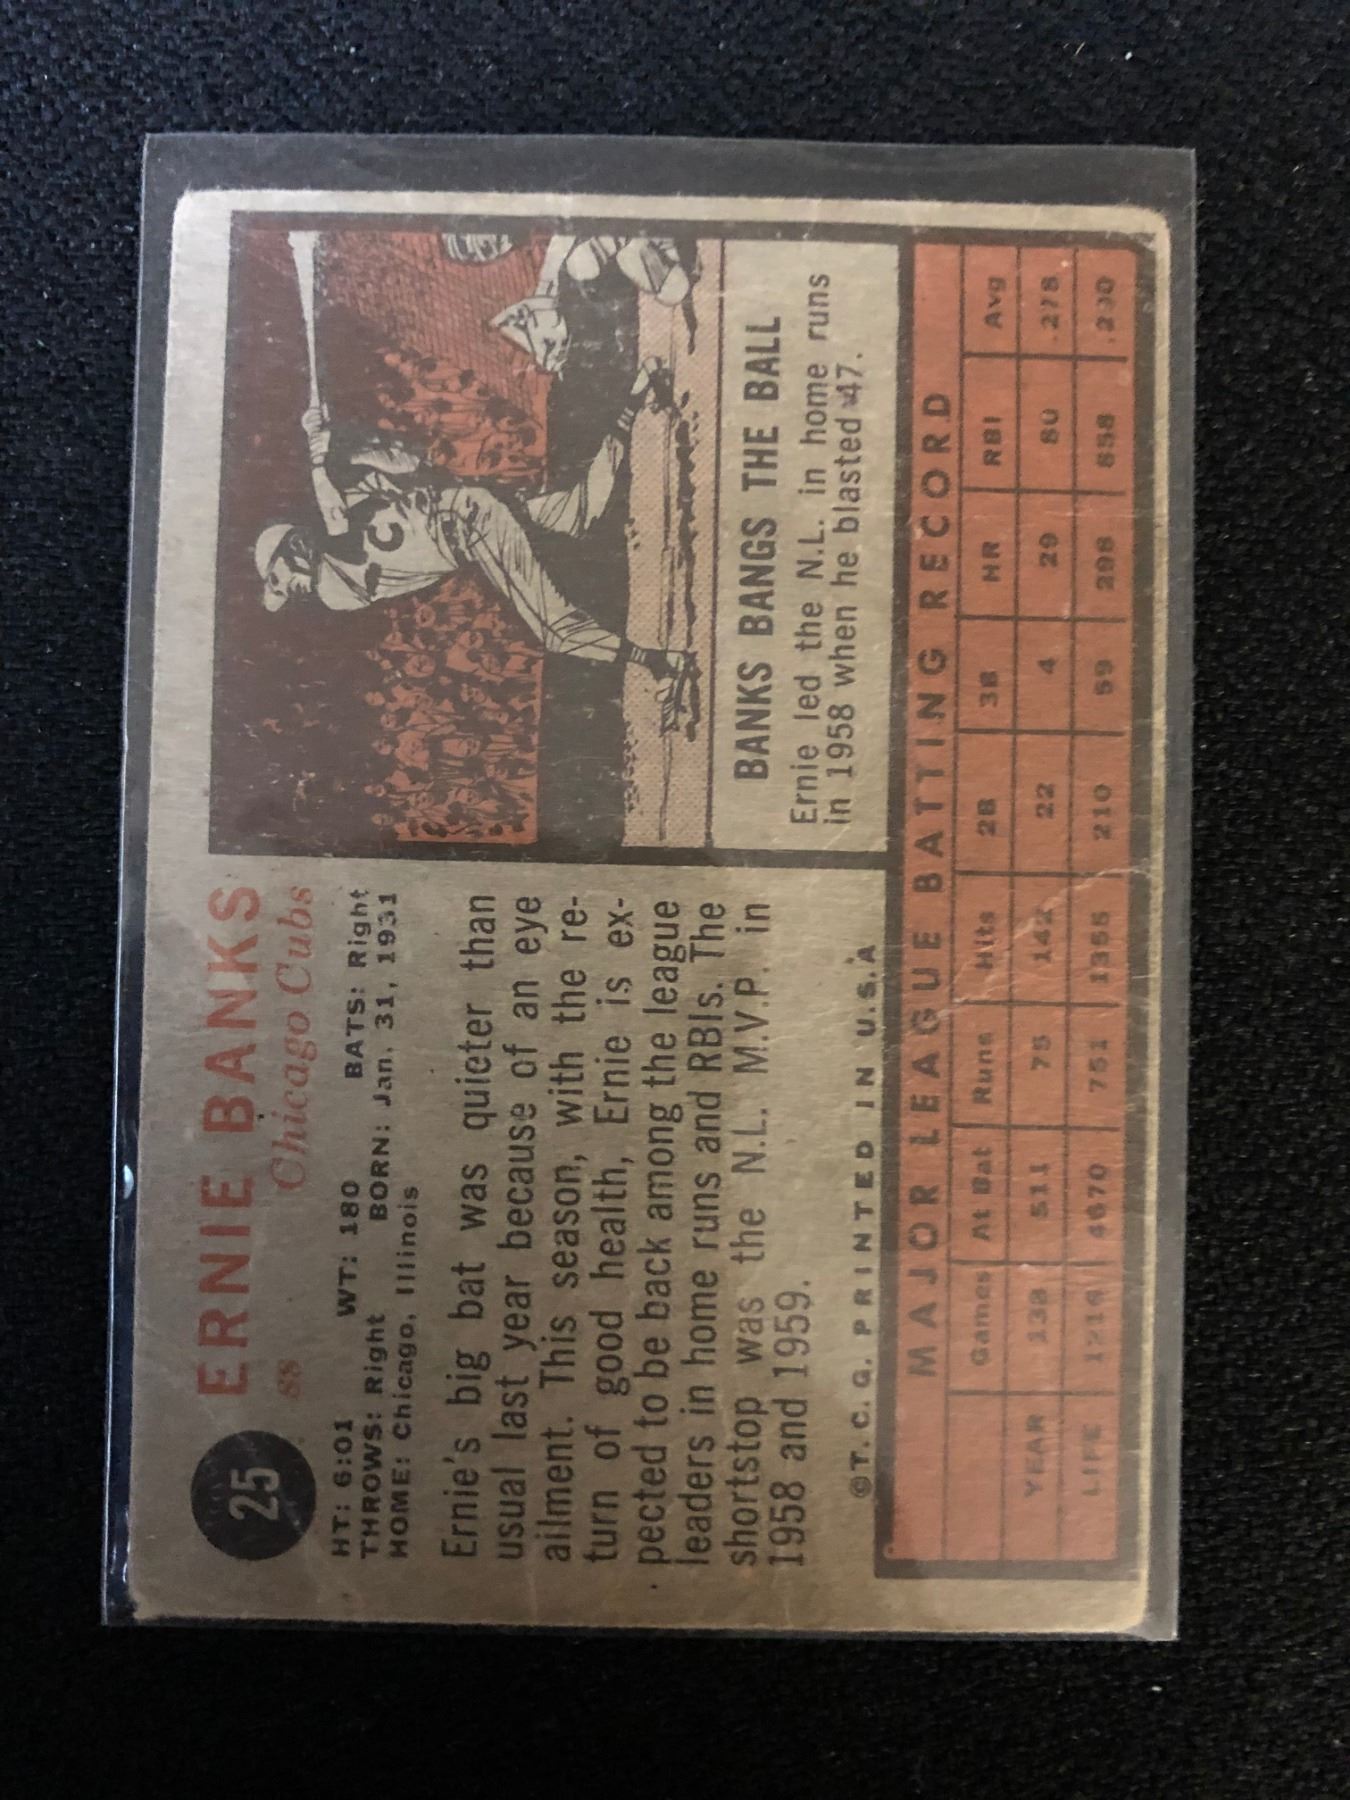 25
ERNIE BANKS
ss Chicago Cubs
HT: 6:01 WT: 180 BATS: Right
THROWS: Right BORN: Jan. 31, 1931
HOME: Chicago, Illinois
Ernie's big bat was quieter than
usual last year because of an eye
ailment. This season, with the re-
turn of good health, Ernie is ex-
pected to be back among the league
leaders in home runs and RBIs. The
shortstop was the N.L. M.V.P. in
1958 and 1959.
©T. C. G. PRINTED IN U.S.A
C
BANKS BANGS THE BALL
Ernie led the N.L. in home runs
in 1958 when he blasted 47.
MAJOR LEAGUE BATTING RECORD
Games At Bat Runs Hits 2B 3B HR RBI Avg
YEAR 138 511 75 142 22 4 29 80 .278
LIFE 4670 751 1355 210 59 298 858